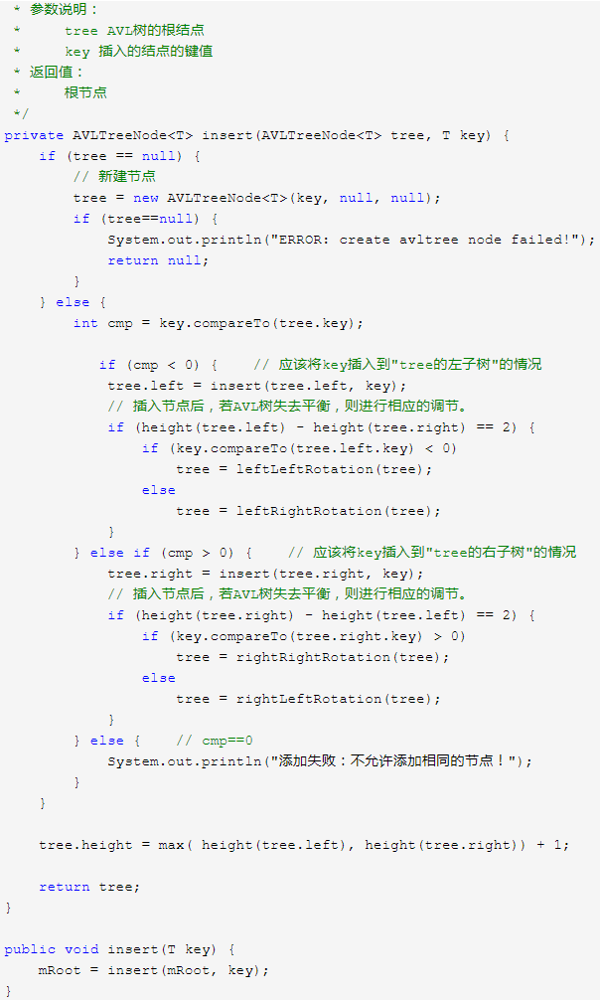 * 参数说明：
 *     tree AVL树的根结点
 *     key 插入的结点的键值
 * 返回值：
 *     根节点
 */
private AVLTreeNode<T> insert(AVLTreeNode<T> tree, T key) {
    if (tree == null) {
        // 新建节点
        tree = new AVLTreeNode<T>(key, null, null);
        if (tree==null) {
            System.out.println("ERROR: create avltree node failed!");
            return null;
        }
    } else {
        int cmp = key.compareTo(tree.key);

           if (cmp < 0) {    // 应该将key插入到"tree的左子树"的情况
            tree.left = insert(tree.left, key);
            // 插入节点后，若AVL树失去平衡，则进行相应的调节。
            if (height(tree.left) - height(tree.right) == 2) {
                if (key.compareTo(tree.left.key) < 0)
                    tree = leftLeftRotation(tree);
                else
                    tree = leftRightRotation(tree);
            }
        } else if (cmp > 0) {    // 应该将key插入到"tree的右子树"的情况
            tree.right = insert(tree.right, key);
            // 插入节点后，若AVL树失去平衡，则进行相应的调节。
            if (height(tree.right) - height(tree.left) == 2) {
                if (key.compareTo(tree.right.key) > 0)
                    tree = rightRightRotation(tree);
                else
                    tree = rightLeftRotation(tree);
            }
        } else {    // cmp==0
            System.out.println("添加失败：不允许添加相同的节点！");
        }
    }

    tree.height = max( height(tree.left), height(tree.right)) + 1;

    return tree;
}

public void insert(T key) {
    mRoot = insert(mRoot, key);
}